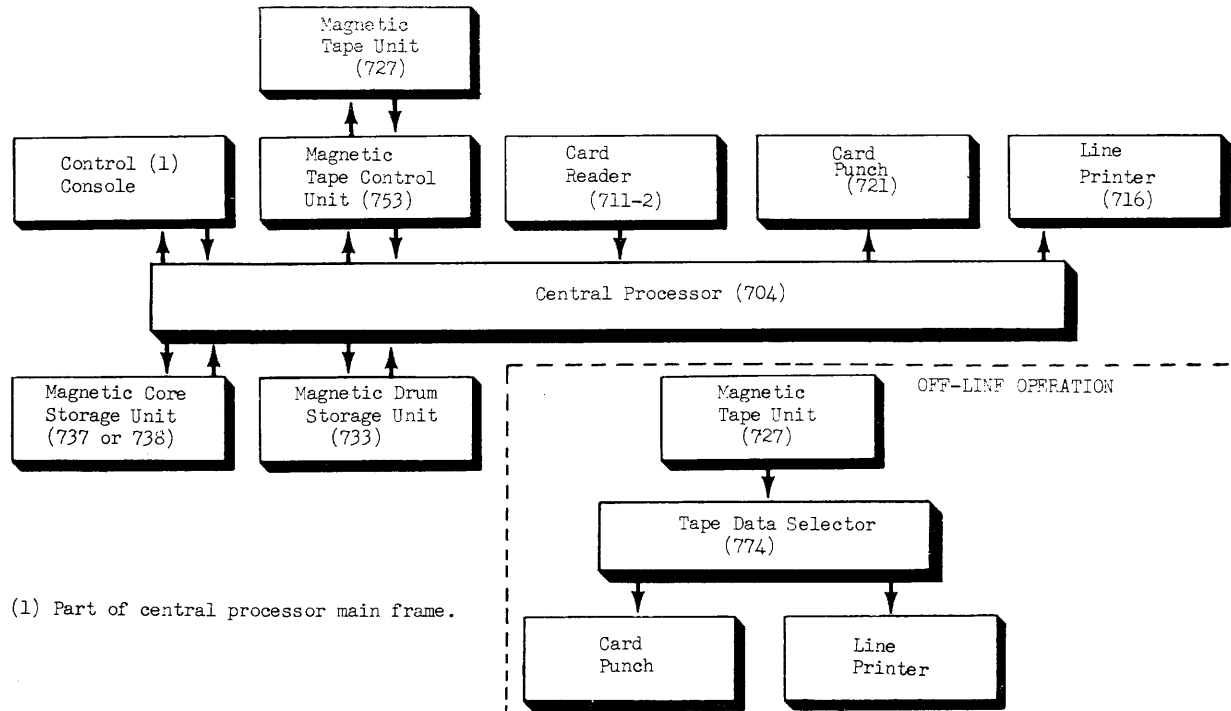 Magnetic
Tape Unit
(727)
Control (1)
Console
Magnetic
Tape Control
Unit (753)
Card
Reader
(711-2)
Card
Punch
(721)
Line
Printer
(716)
Central Processor (704)
Magnetic Core
Storage Unit
(737 or 738)
Magnetic Drum
Storage Unit
(733)
OFF-LINE OPERATION
Magnetic
Tape Unit
(727)
Tape Data Selector
(774)
(1) Part of central processor main frame.
Card
Punch
Line
Printer